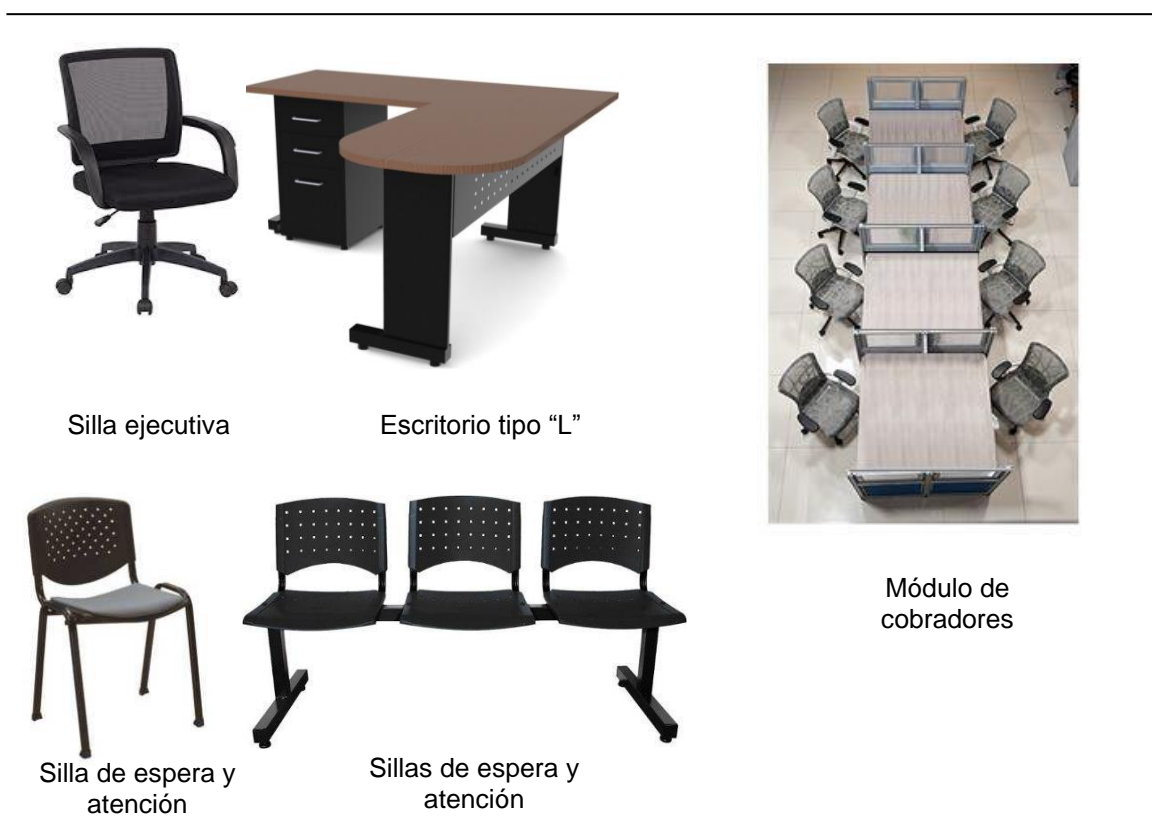 Silla ejecutiva
Escritorio tipo “L”
Módulo de
cobradores
Silla de espera y
atención
Sillas de espera y
atención